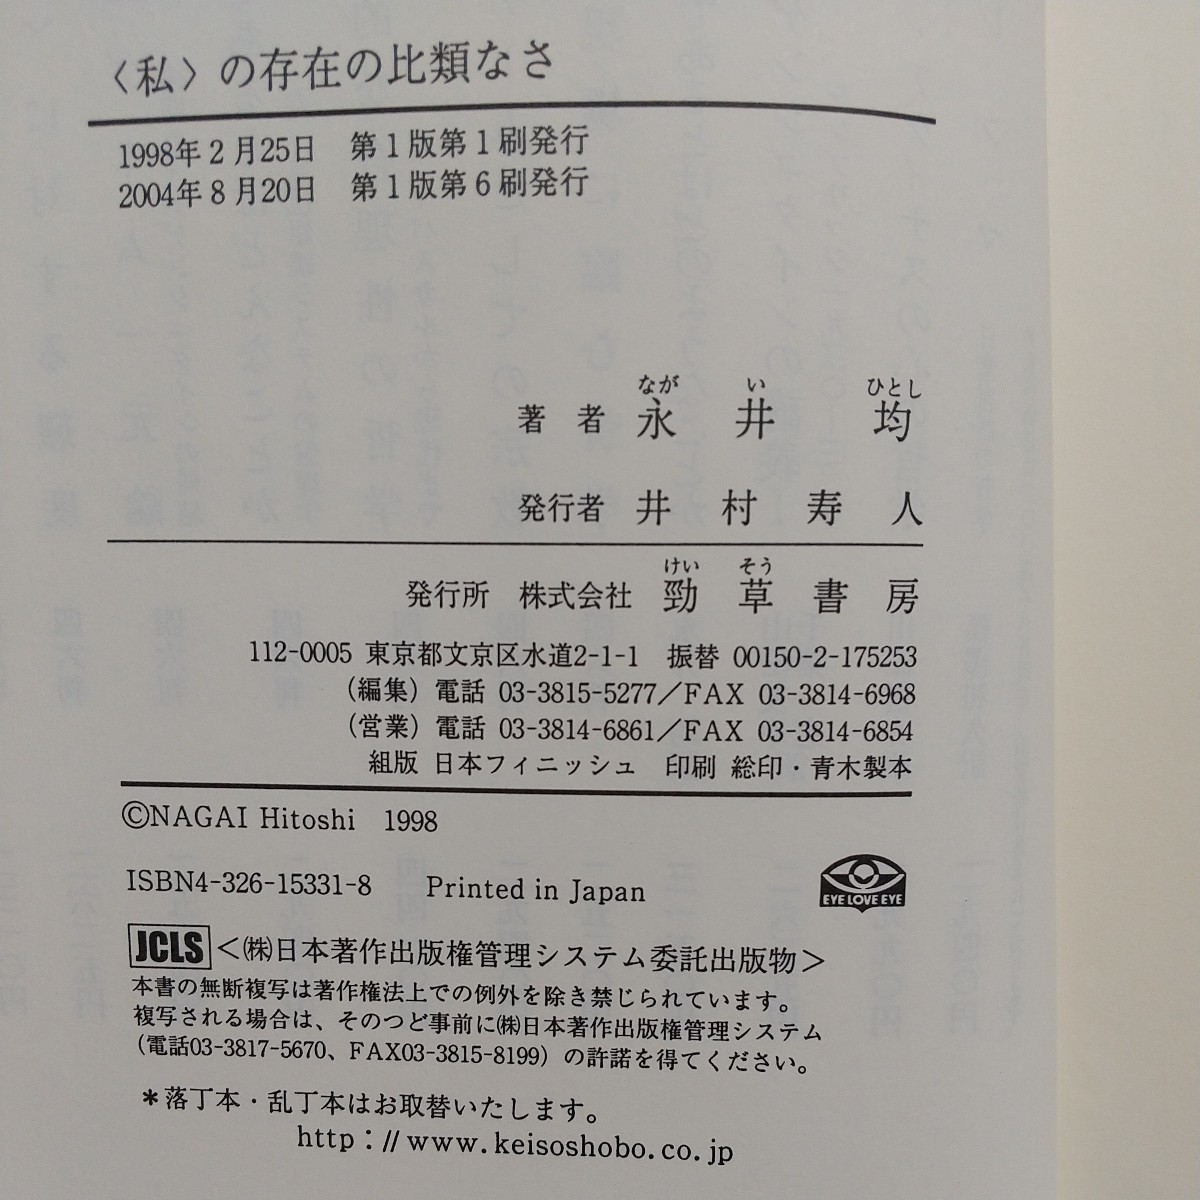 〈私〉の存在の比類なさ
1998年2月25日 第1版第1刷発行
2004年8月20日 第1版第6刷発行
なが い ひとし
著者 永井 均
発行者 井村寿人
けい そう
発行所 株式会社 勁草書房
112-0005 東京都文京区水道2-1-1 振替 00150-2-175253
(編集) 電話 03-3815-5277/FAX 03-3814-6968
(営業) 電話 03-3814-6861/FAX 03-3814-6854
組版 日本フィニッシュ 印刷 総印・青木製本
©NAGAI Hitoshi 1998
ISBN4-326-15331-8 Printed in Japan
EYE LOVE EYE
JCLS <㈱日本著作出版権管理システム委託出版物>
本書の無断複写は著作権法上での例外を除き禁じられています。
複写される場合は、そのつど事前に㈱日本著作出版権管理システム
(電話03-3817-5670、FAX03-3815-8199) の許諾を得てください。
*落丁本・乱丁本はお取替いたします。
http://www.keisoshobo.co.jp